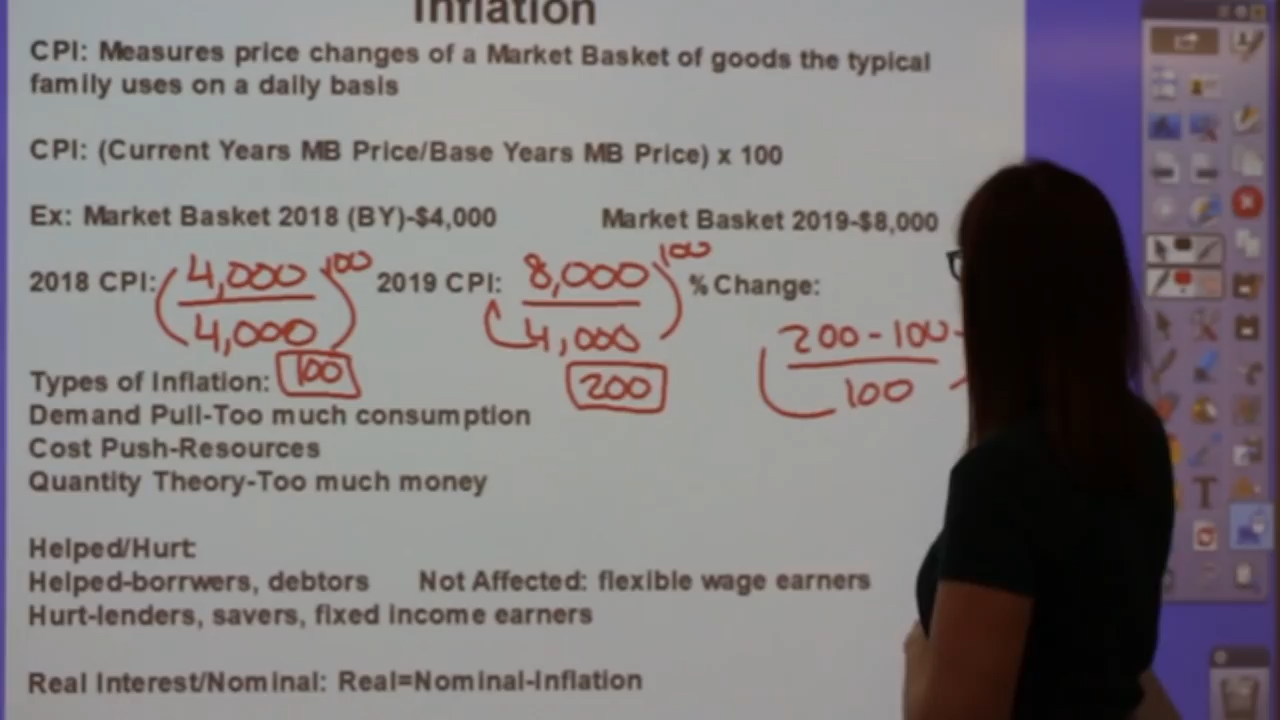 Inflation
CPI: Measures price changes of a Market Basket of goods the typical
family uses on a daily basis
CPI: (Current Years MB Price/Base Years MB Price) x 100
Ex: Market Basket 2018 (BY)-$4,000 Market Basket 2019-$8,000
2018 CPI: (4,000/4,000) 100 2019 CPI: (8,000/4,000) 100 % Change:
200-100
100
100
200
Types of Inflation:
Demand Pull-Too much consumption
Cost Push-Resources
Quantity Theory-Too much money
Helped/Hurt:
Helped-borrwers, debtors Not Affected: flexible wage earners
Hurt-lenders, savers, fixed income earners
Real Interest/Nominal: Real=Nominal-Inflation
T